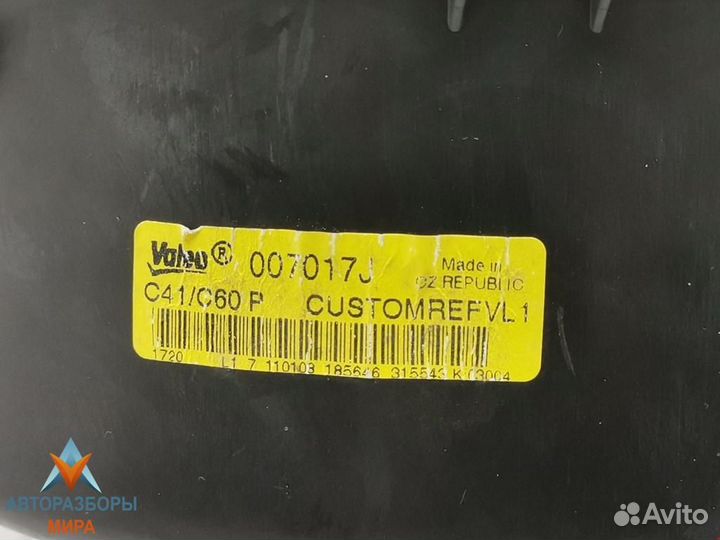 Valeo ® 007017J Made in
CZ REPUBLIC
C41/C60 P CUSTOMREFVL1
1720 L1 7 110103 185646 315543 K 03004
АВТОРАЗБОРЫ
МИРА
Avito